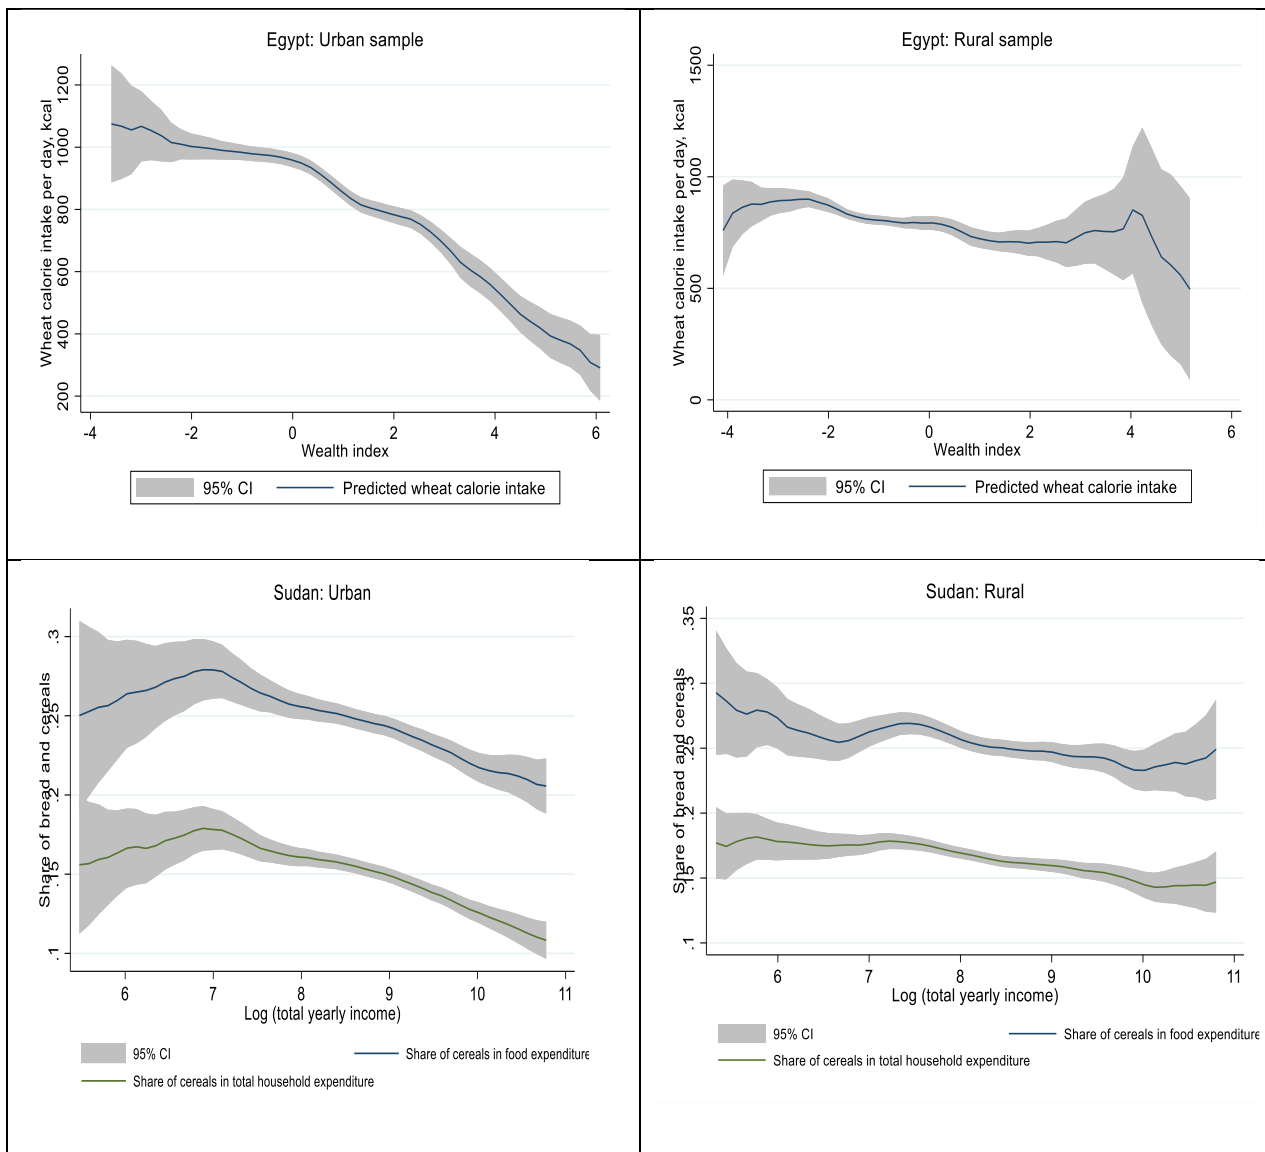 Egypt: Urban sample
Wheat calorie intake per day, kcal
1200
1000
800
600
400
200
-4
-2
0
2
4
6
Wealth index
95% CI
Predicted wheat calorie intake
Egypt: Rural sample
Wheat calorie intake per day, kcal
1500
1000
500
0
-4
-2
0
2
4
6
Wealth index
95% CI
Predicted wheat calorie intake
Sudan: Urban
Share of bread and cereals
.3
.25
.2
.15
.1
6
7
8
9
10
11
Log (total yearly income)
95% CI
Share of cereals in food expenditure
Share of cereals in total household expenditure
Sudan: Rural
Share of bread and cereals
.35
.3
.25
.2
.15
.1
6
7
8
9
10
11
Log (total yearly income)
95% CI
Share of cereals in food expenditure
Share of cereals in total household expenditure